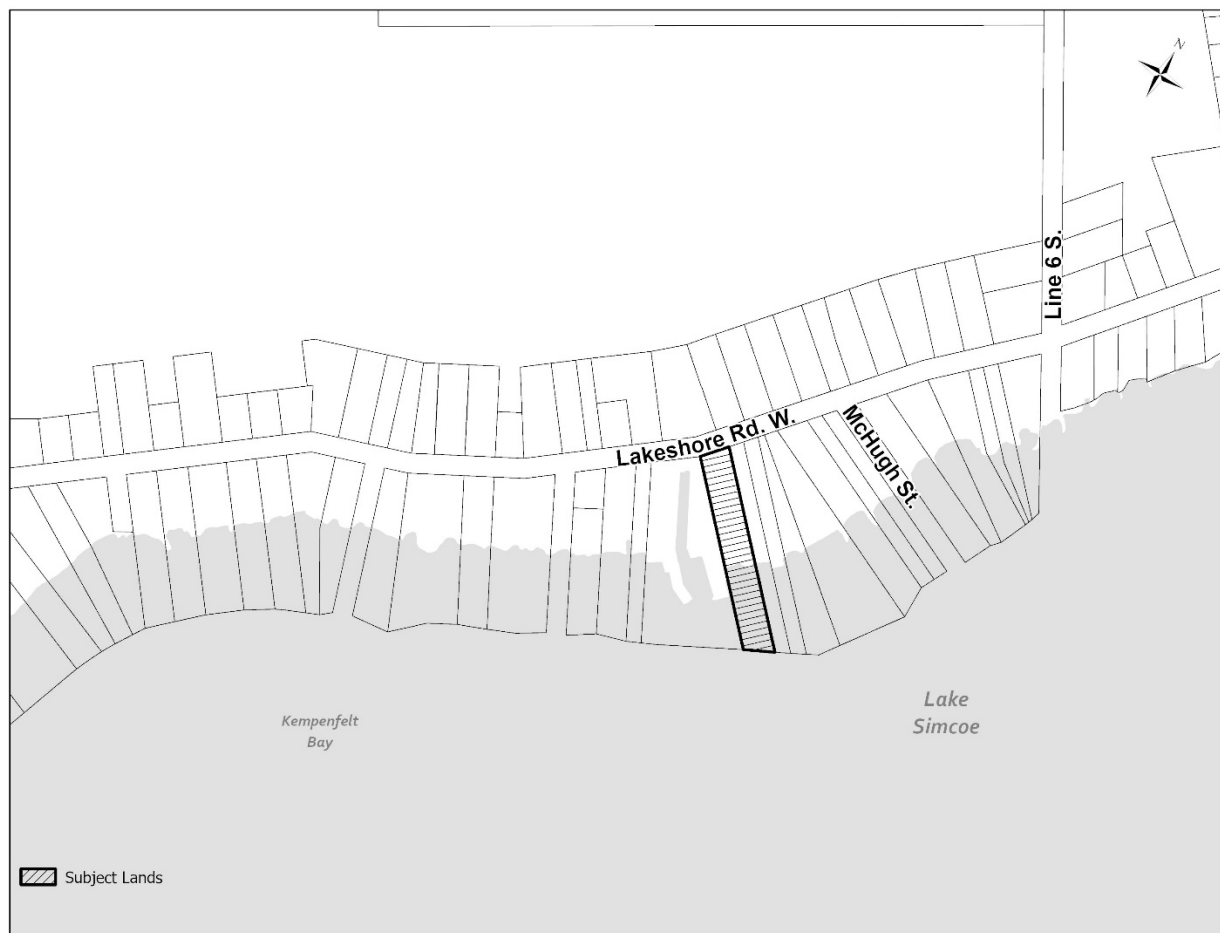 N
Line 6 S.
Lakeshore Rd. W.
McHugh St.
Lake
Simcoe
Kempenfelt
Bay
Subject Lands